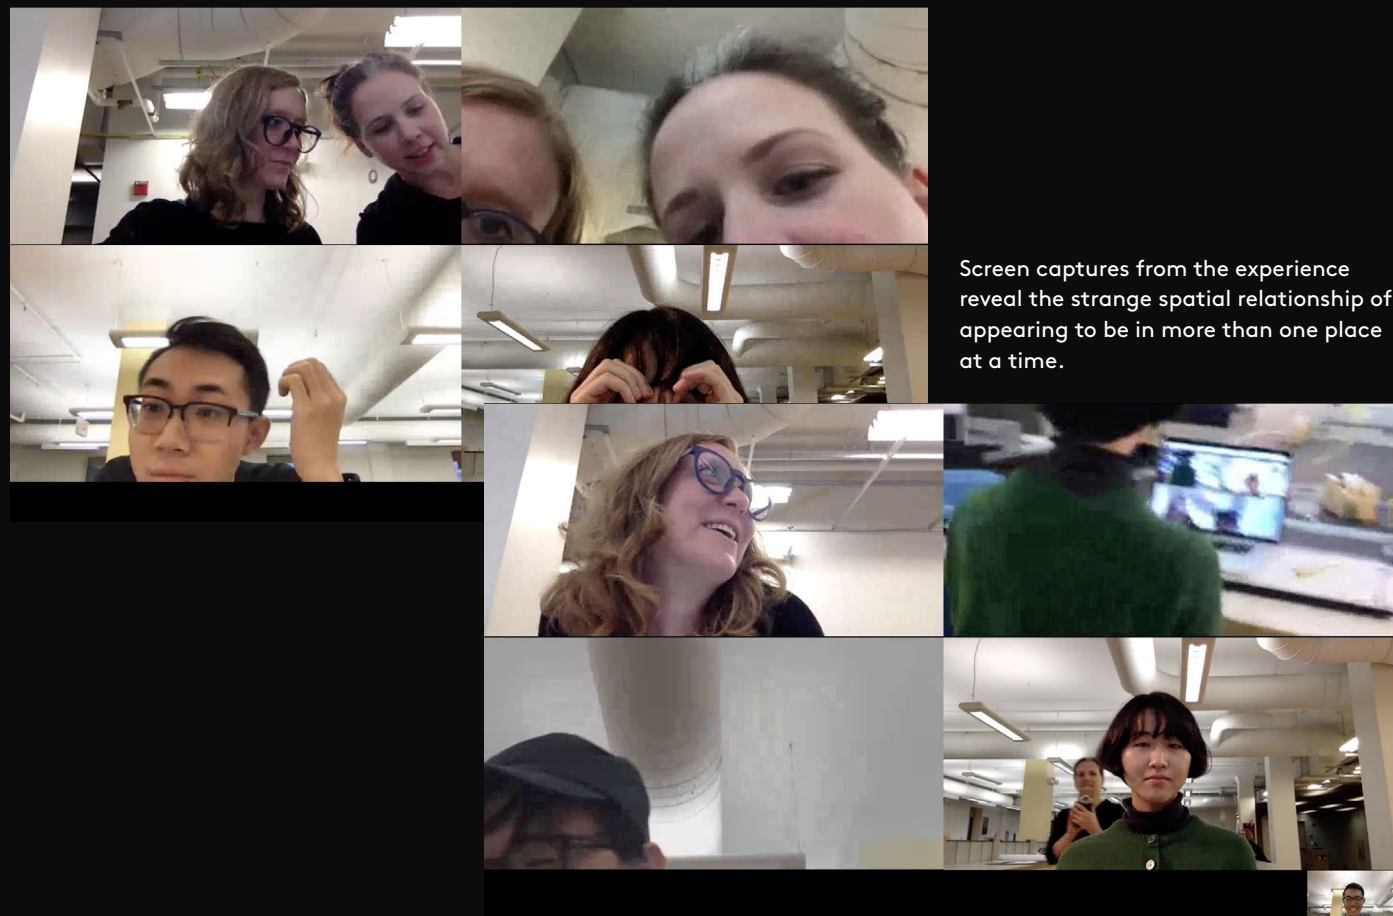 Screen captures from the experience
reveal the strange spatial relationship of
appearing to be in more than one place
at a time.